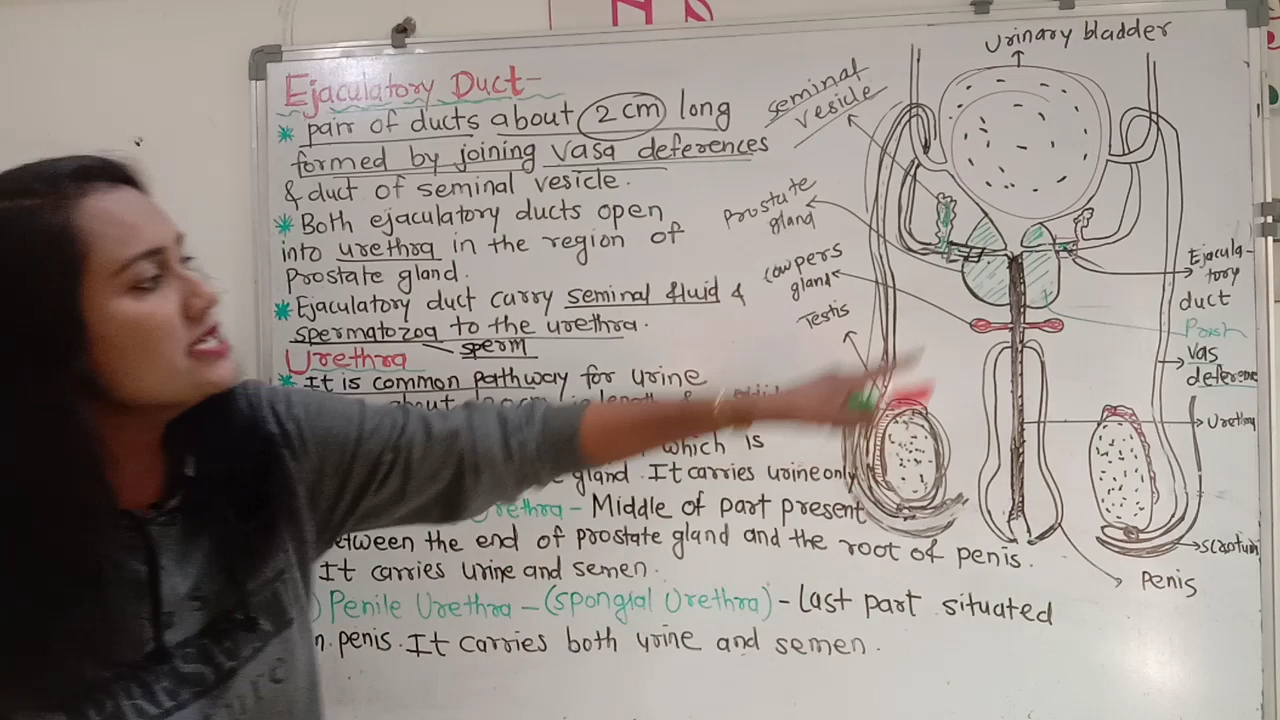 Ejaculatory Duct-
* pair of ducts about 2 cm long
formed by joining vasa deferences
& duct of seminal vesicle.
* Both ejaculatory ducts open
into urethra in the region of
prostate gland.
* Ejaculatory duct carry seminal fluid &
spermatozoa to the urethra.
sperm
Urethra
* It is common pathway for urine
which is
gland. It carries urine only
Urethra - Middle of part present
between the end of prostate gland and the root of penis.
It carries urine and semen.
) Penile Urethra - (Spongial Urethra) - Last part situated
n penis. It carries both urine and semen.
Urinary bladder
seminal
vesicle
prostate
gland
cowpers
gland
Testis
Ejacula-
tory
duct
vas
deferenc
Urethra
scrotum
Penis